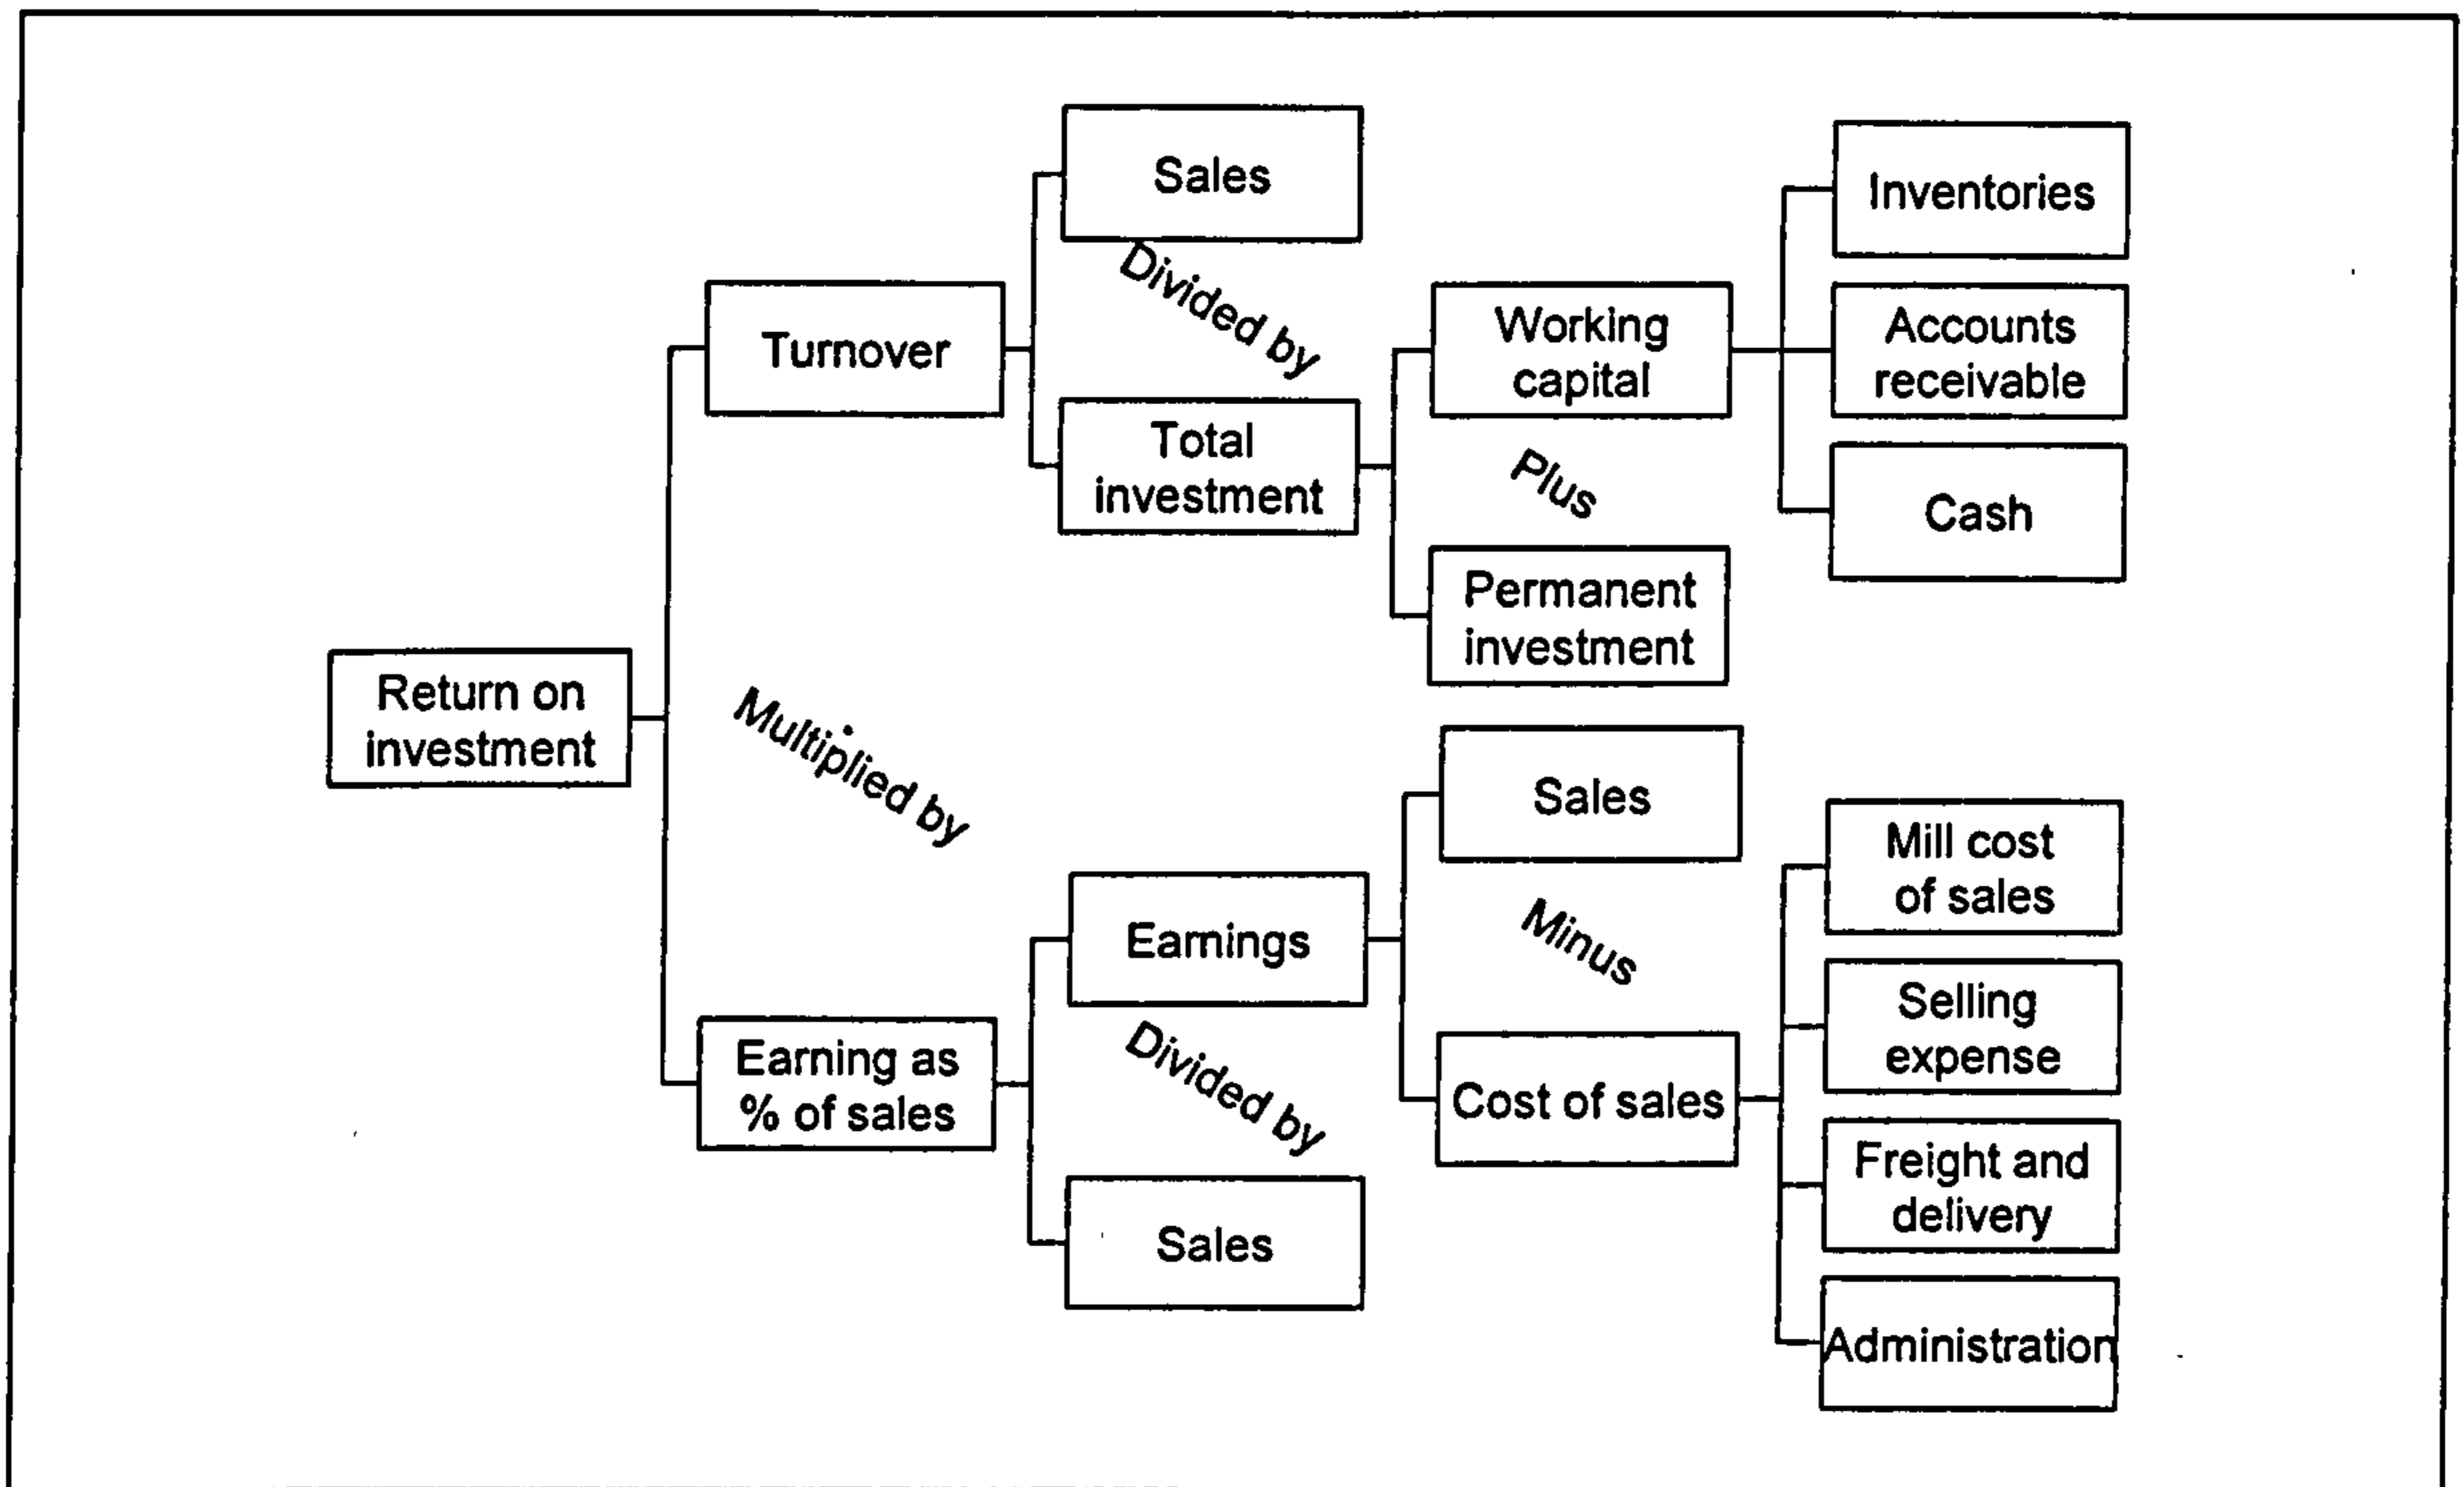 Sales
Inventories
Divided by
Turnover
Working
capital
Accounts
receivable
Total
investment
Plus
Cash
Permanent
investment
Return on
investment
Multiplied by
Sales
Mill cost
of sales
Earnings
Minus
Selling
expense
Earning as
% of sales
Divided by
Cost of sales
Freight and
delivery
Sales
Administration